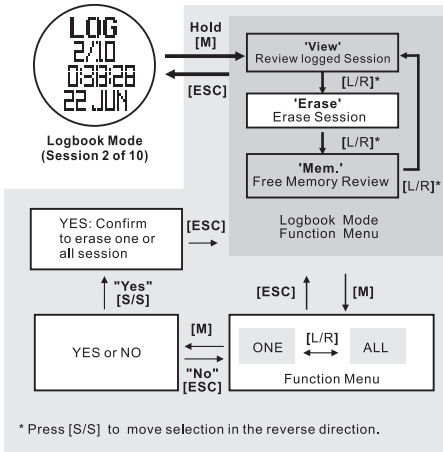 LOG
2/10
0:38:28
22 JUN
Logbook Mode
(Session 2 of 10)
Hold
[M]
[ESC]
'View'
Review logged Session
[L/R]*
'Erase'
Erase Session
[L/R]*
'Mem.'
Free Memory Review
[L/R]*
Logbook Mode
Function Menu
YES: Confirm
to erase one or
all session
[ESC]
"Yes"
[S/S]
[ESC]
[M]
YES or NO
[M]
"No"
[ESC]
ONE
[L/R]
ALL
Function Menu
* Press [S/S] to move selection in the reverse direction.